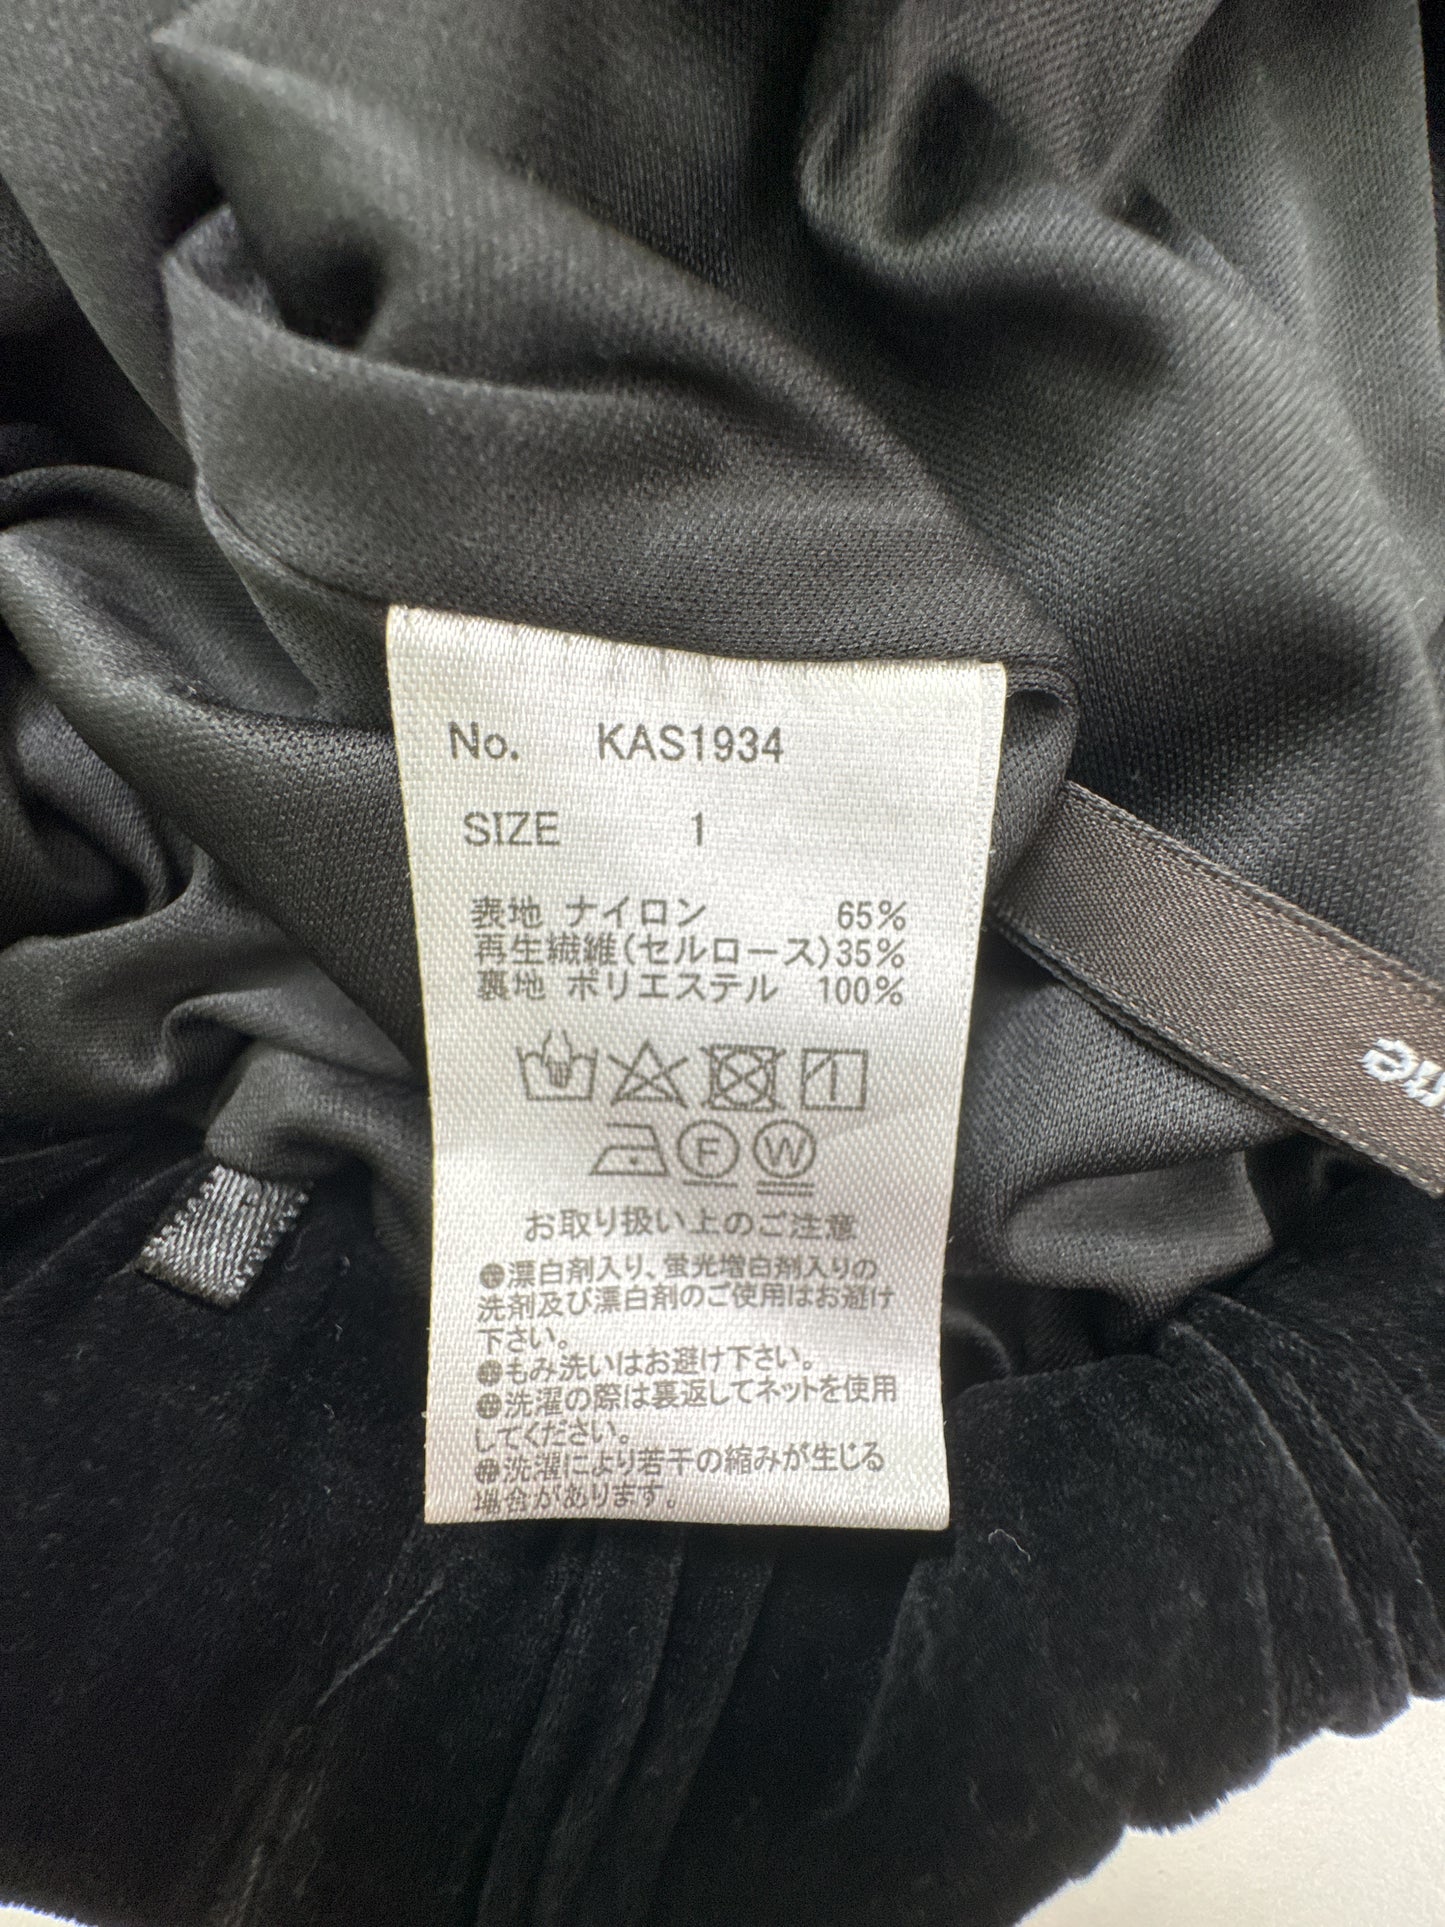 No. KAS1934
SIZE 1
表地 ナイロン 65%
再生繊維(セルロース)35%
裏地 ポリエステル 100%
F W
お取り扱い上のご注意
●漂白剤入り、蛍光増白剤入りの
洗剤及び漂白剤のご使用はお避け
下さい。
●もみ洗いはお避け下さい。
●洗濯の際は裏返してネットを使用
してください。
●洗濯により若干の縮みが生じる
場合があります。
ne